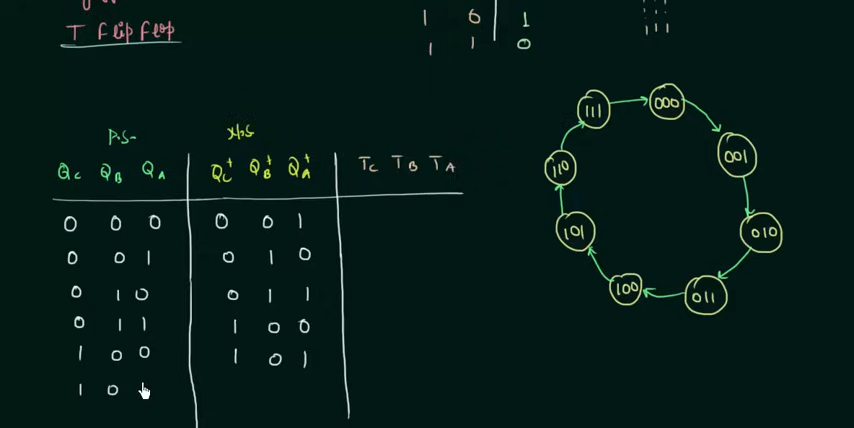 T flip flop
1 0 1
1 1 0
P.S. N.S
QC QB QA QC+ QB+ QA+ TC TB TA
0 0 0 0 0 1
0 0 1 0 1 0
0 1 0 0 1 1
0 1 1 1 0 0
1 0 0 1 0 1
1 0
111
000
001
010
011
100
101
110